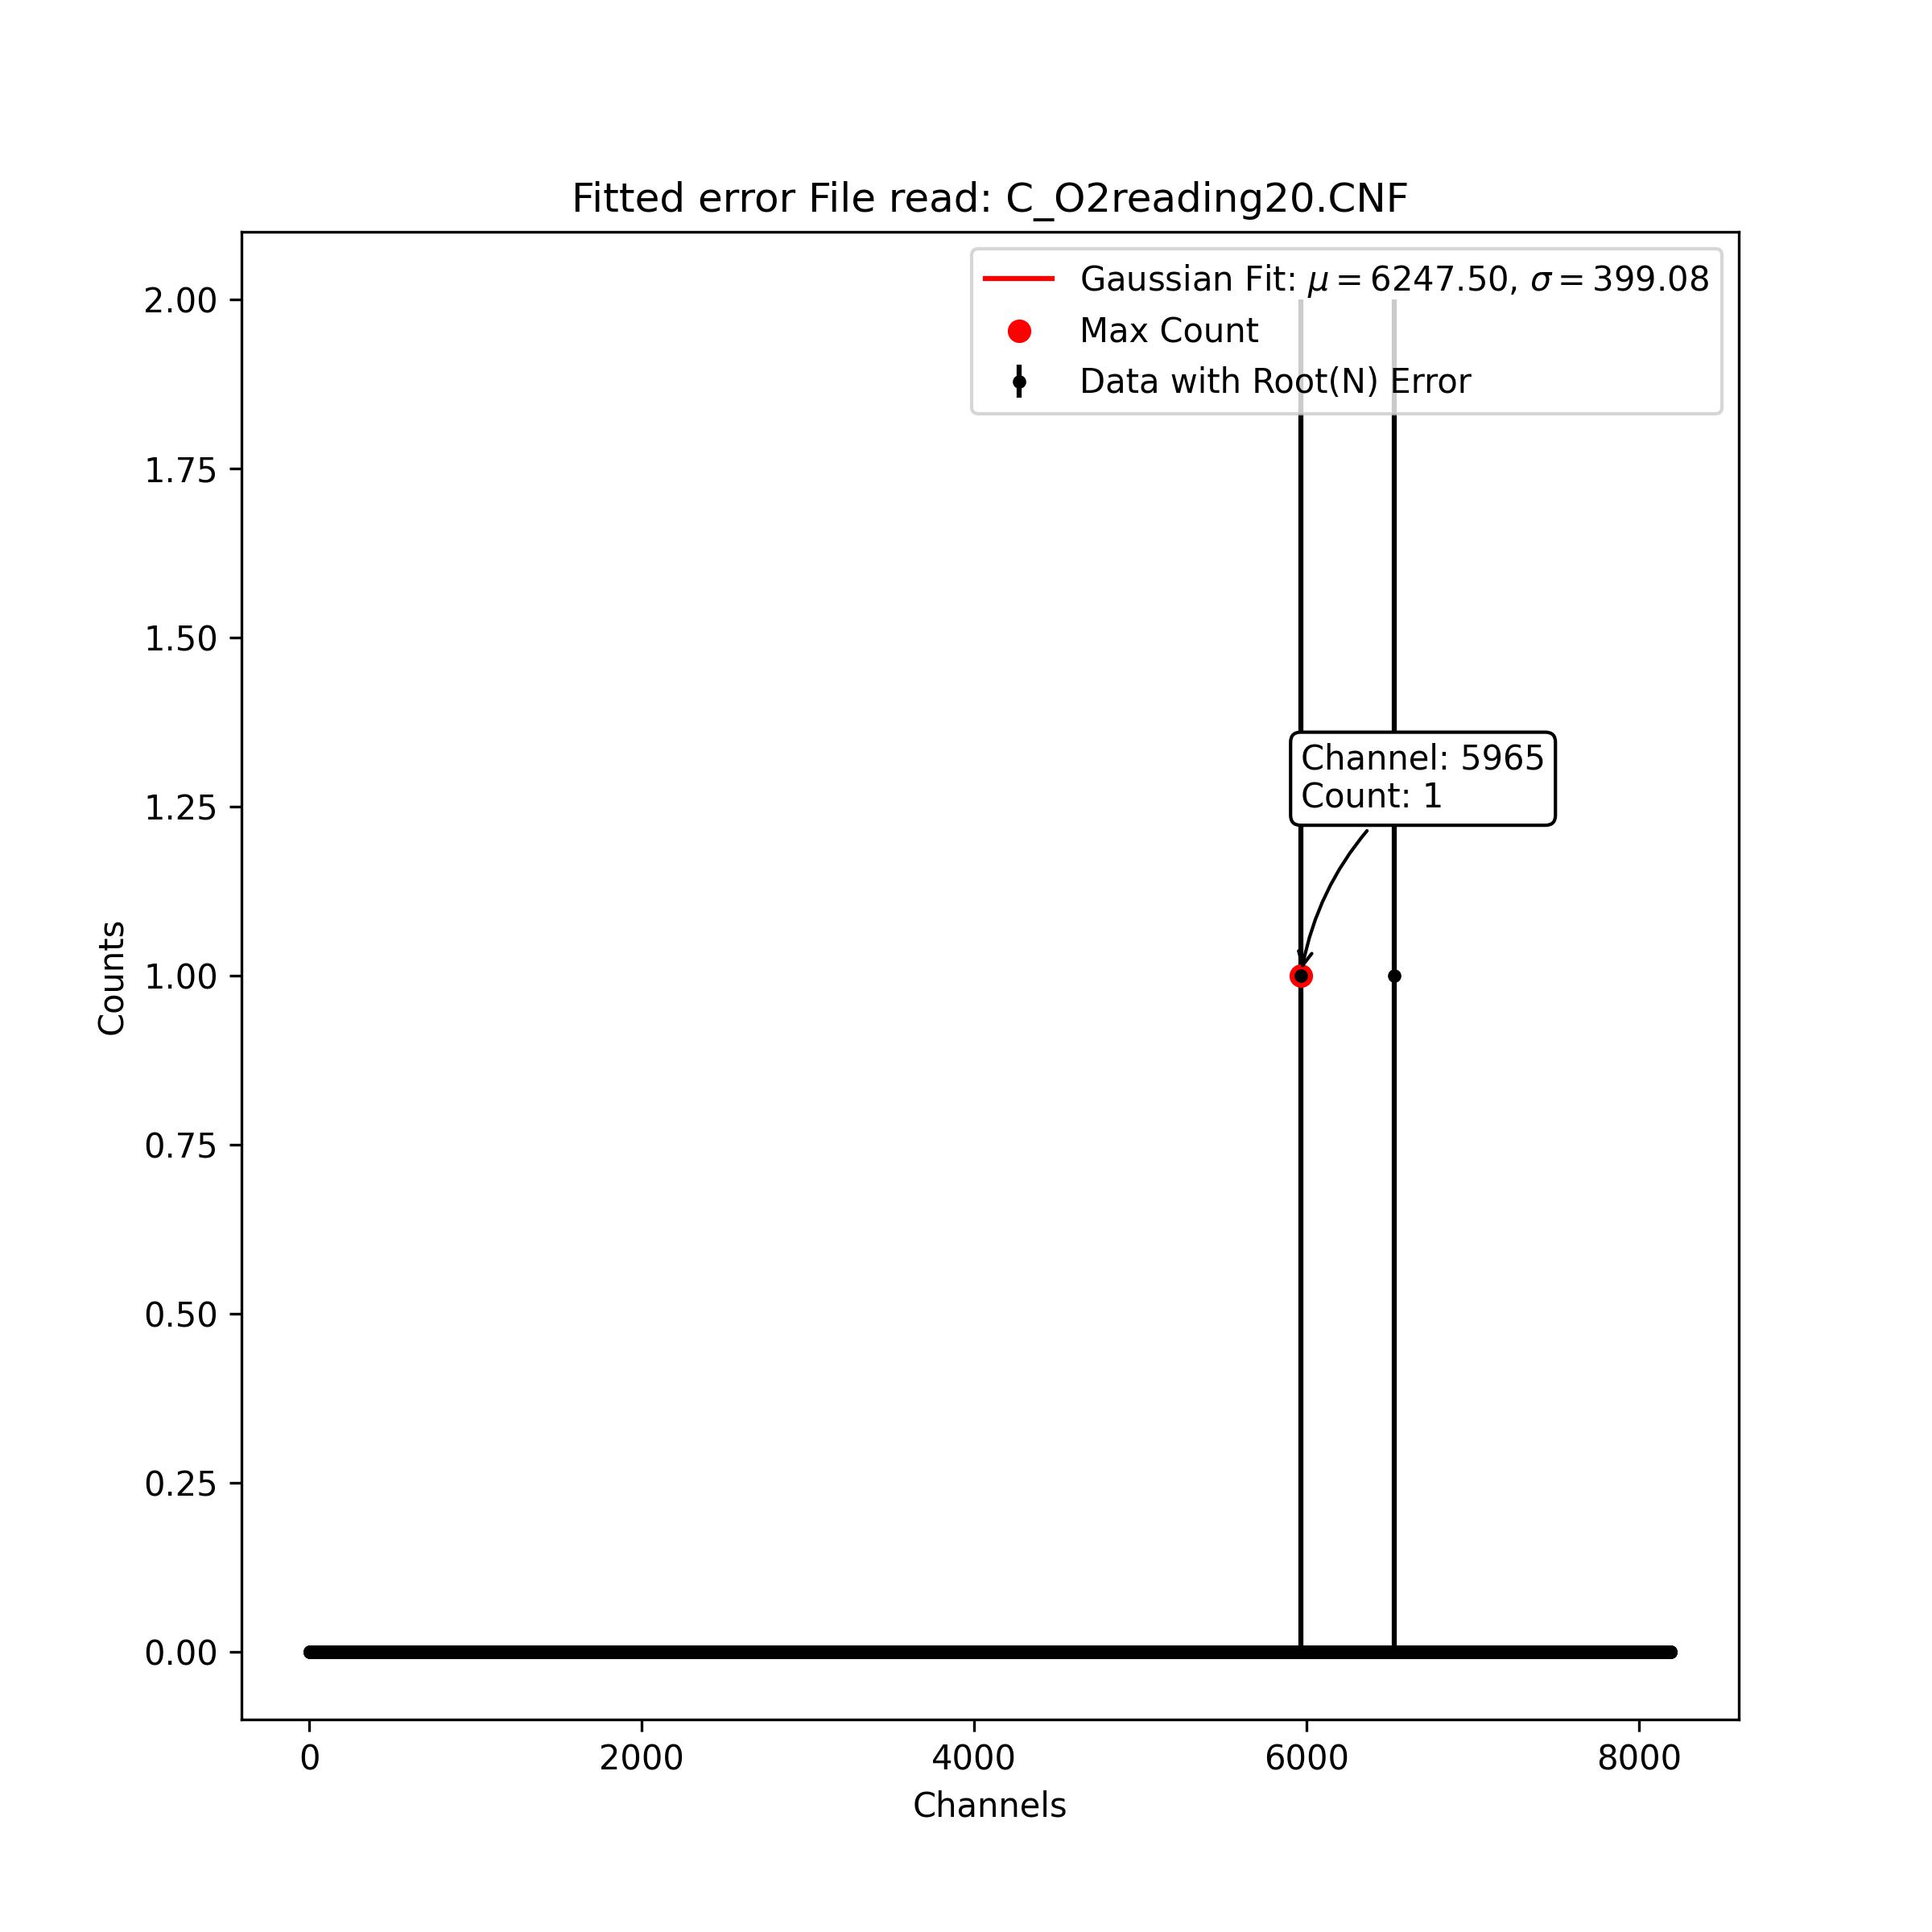 Fitted error File read: C_O2reading20.CNF
Gaussian Fit: μ = 6247.50, σ = 399.08
Max Count
Data with Root(N) Error
2.00
1.75
1.50
1.25
1.00
0.75
0.50
0.25
0.00
Channel: 5965
Count: 1
Counts
0 2000 4000 6000 8000
Channels